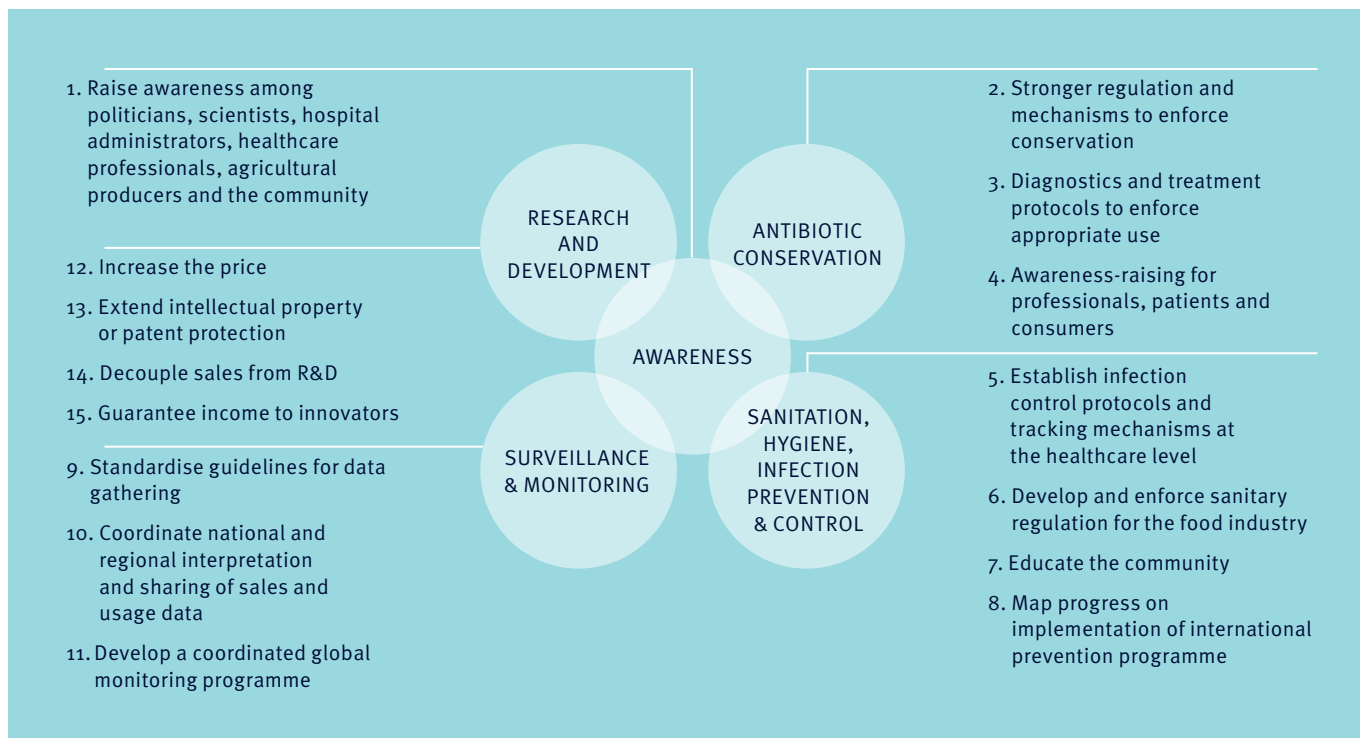 1. Raise awareness among
politicians, scientists, hospital
administrators, healthcare
professionals, agricultural
producers and the community
12. Increase the price
13. Extend intellectual property
or patent protection
14. Decouple sales from R&D
15. Guarantee income to innovators
9. Standardise guidelines for data
gathering
10. Coordinate national and
regional interpretation
and sharing of sales and
usage data
11. Develop a coordinated global
monitoring programme
RESEARCH
AND
DEVELOPMENT
ANTIBIOTIC
CONSERVATION
AWARENESS
SURVEILLANCE
& MONITORING
SANITATION,
HYGIENE,
INFECTION
PREVENTION
& CONTROL
2. Stronger regulation and
mechanisms to enforce
conservation
3. Diagnostics and treatment
protocols to enforce
appropriate use
4. Awareness-raising for
professionals, patients and
consumers
5. Establish infection
control protocols and
tracking mechanisms at
the healthcare level
6. Develop and enforce sanitary
regulation for the food industry
7. Educate the community
8. Map progress on
implementation of international
prevention programme